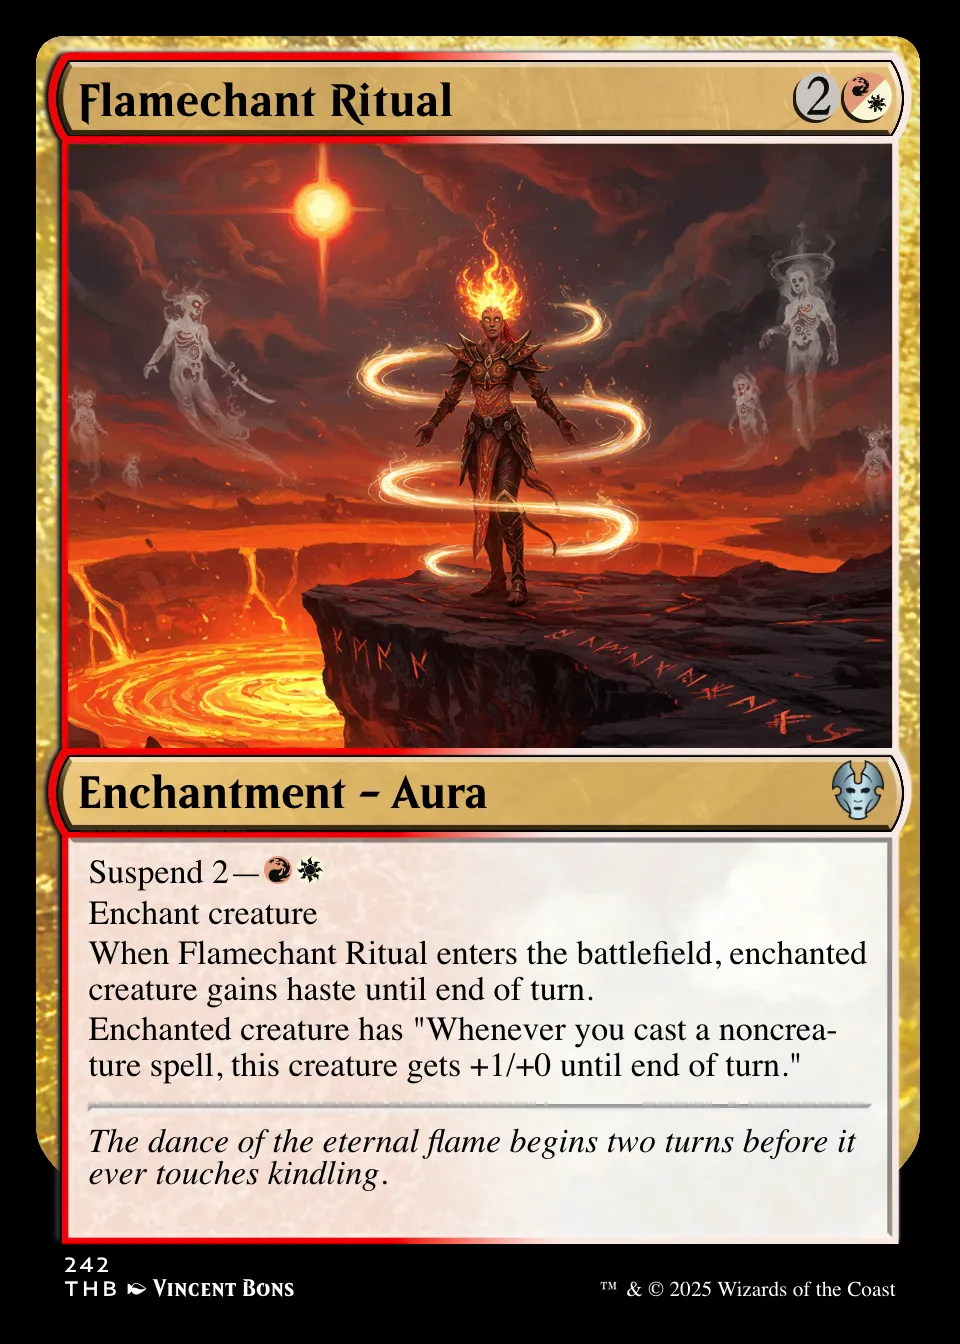 Flamechant Ritual 2
Enchantment – Aura
Suspend 2—
Enchant creature
When Flamechant Ritual enters the battlefield, enchanted
creature gains haste until end of turn.
Enchanted creature has "Whenever you cast a noncrea-
ture spell, this creature gets +1/+0 until end of turn."
The dance of the eternal flame begins two turns before it
ever touches kindling.
242
THB Vincent Bons
™ & © 2025 Wizards of the Coast